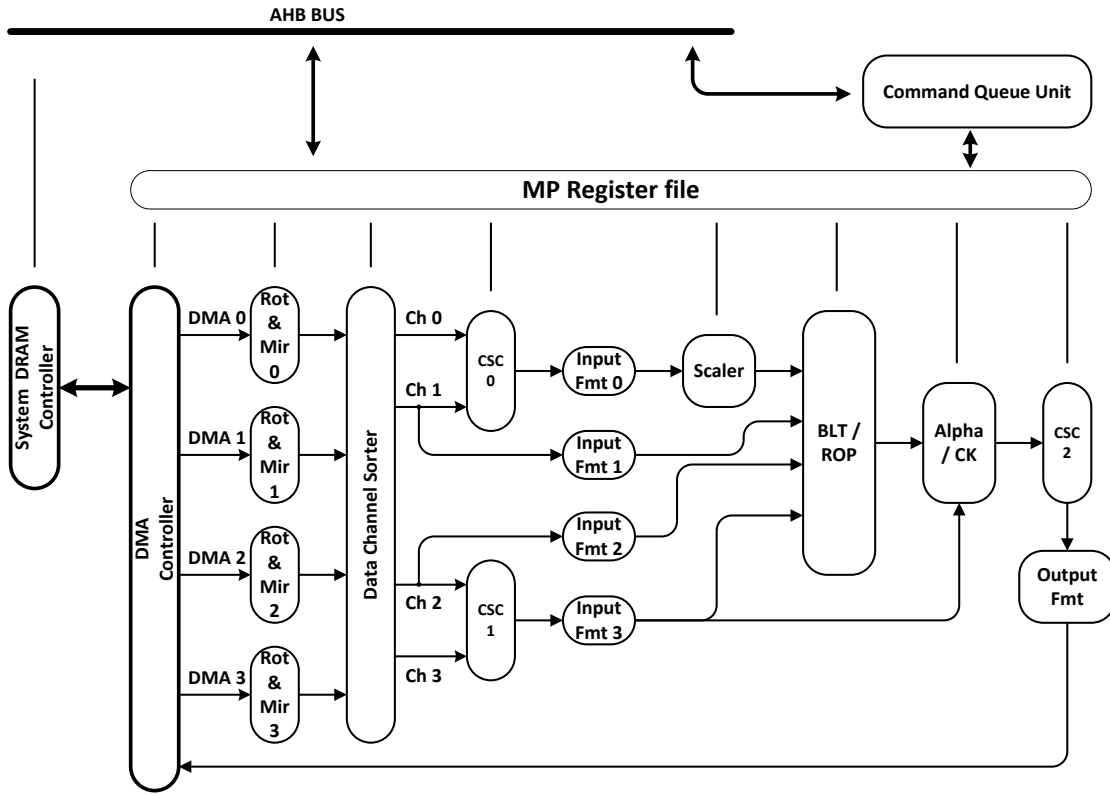 AHB BUS
Command Queue Unit
MP Register file
System DRAM
Controller
DMA
Controller
DMA 0
DMA 1
DMA 2
DMA 3
Rot
&
Mir
0
Rot
&
Mir
1
Rot
&
Mir
2
Rot
&
Mir
3
Data Channel Sorter
Ch 0
Ch 1
Ch 2
Ch 3
CSC
0
CSC
1
Input
Fmt 0
Input
Fmt 1
Input
Fmt 2
Input
Fmt 3
Scaler
BLT /
ROP
Alpha
/ CK
CSC
2
Output
Fmt